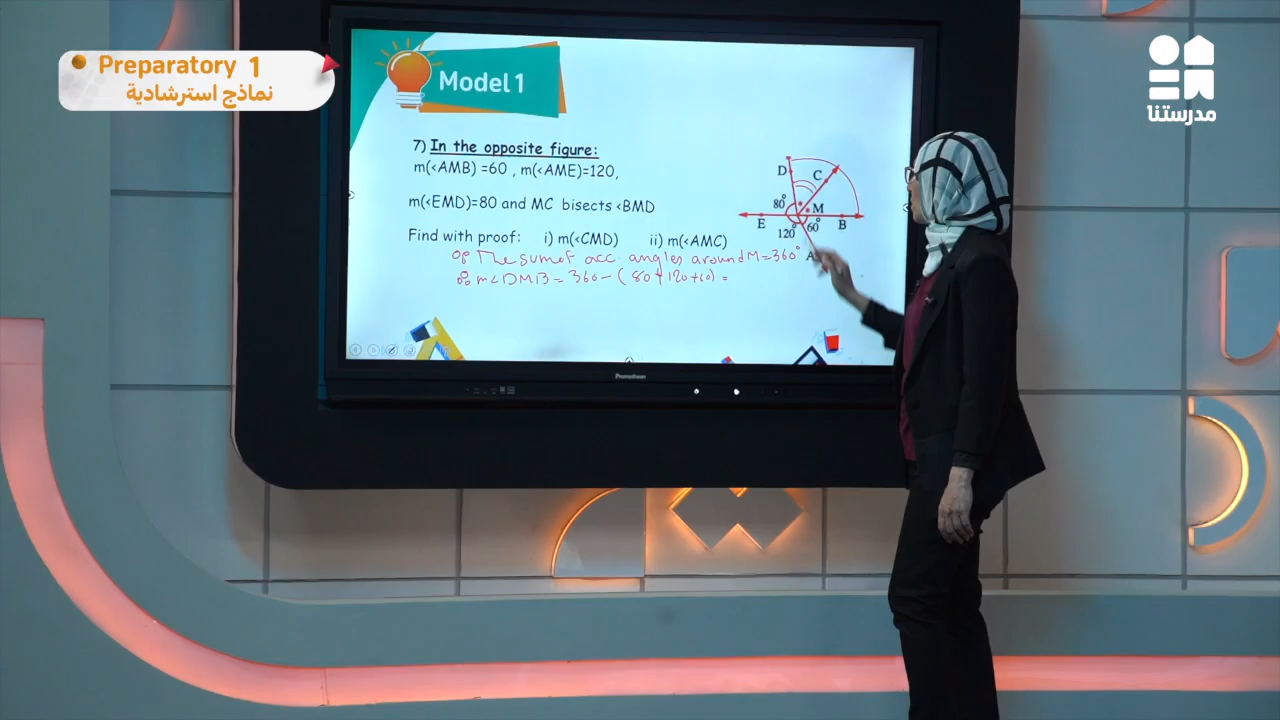 Preparatory 1
نماذج استرشادية
مدرستنا
Model 1
7) In the opposite figure:
m(<AMB) =60 , m(<AME)=120,
m(<EMD)=80 and MC bisects <BMD
Find with proof: i) m(<CMD) ii) m(<AMC)
The sum of acc. angles around M = 360°
m<DMB = 360 - ( 80 + 120 + 60) =
D
C
80°
M
E
120°
60°
B
A
Promethean